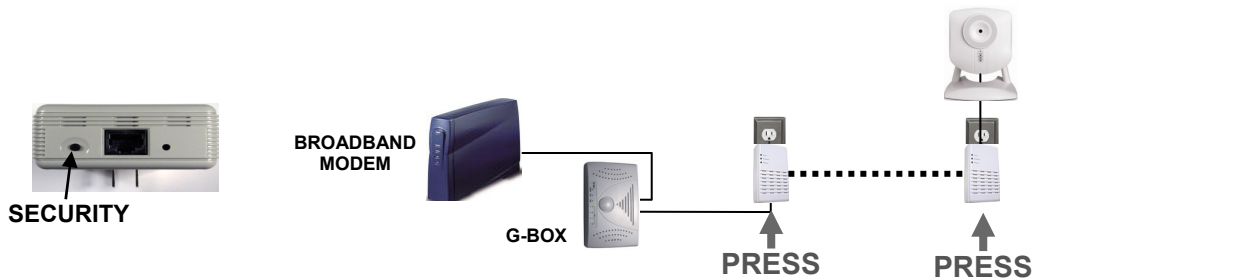 SECURITY
BROADBAND
MODEM
G-BOX
PRESS
PRESS